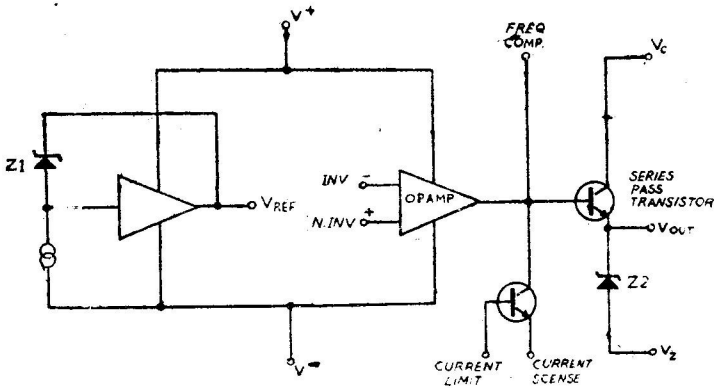 V+
FREQ
COMP.
VC
Z1
VREF
INV -
N.INV +
OPAMP
SERIES
PASS
TRANSISTOR
VOUT
Z2
VZ
V-
CURRENT
LIMIT
CURRENT
SCENSE